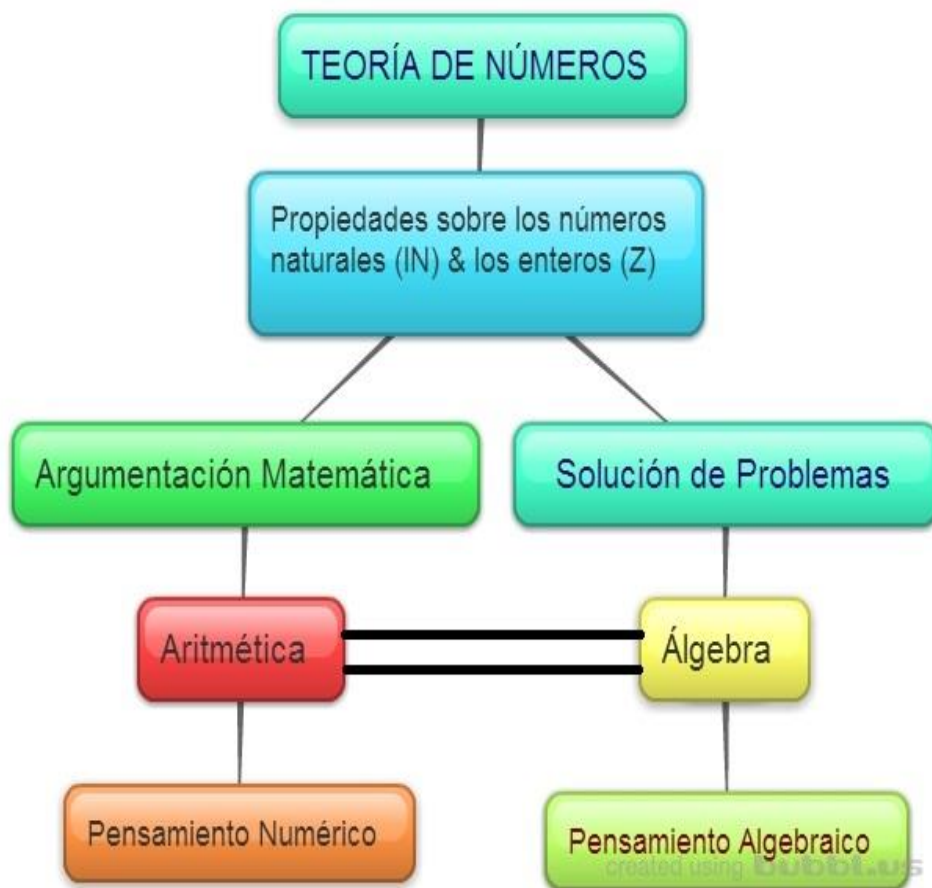 TEORÍA DE NÚMEROS
Propiedades sobre los números
naturales (IN) & los enteros (Z)
Argumentación Matemática
Solución de Problemas
Aritmética
Álgebra
Pensamiento Numérico
Pensamiento Algebraico
created using bubbl.us